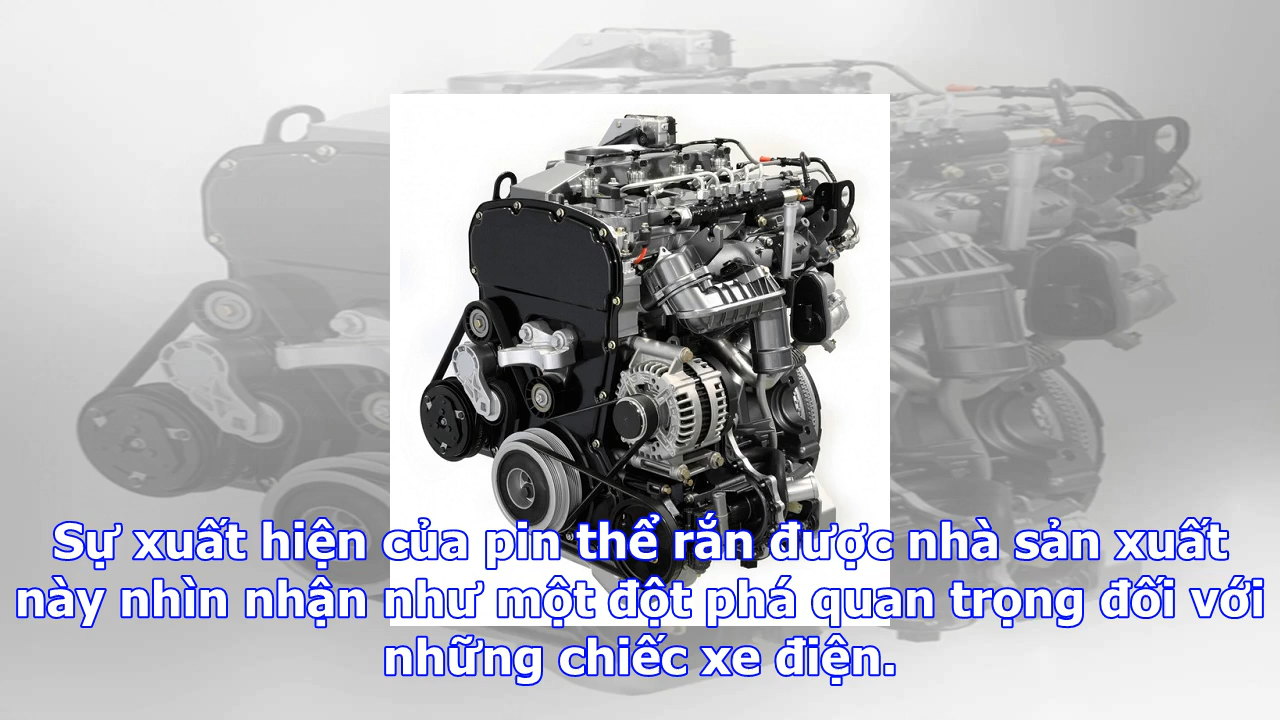 Sự xuất hiện của pin thể rắn được nhà sản xuất
này nhìn nhận như một đột phá quan trọng đối với
những chiếc xe điện.